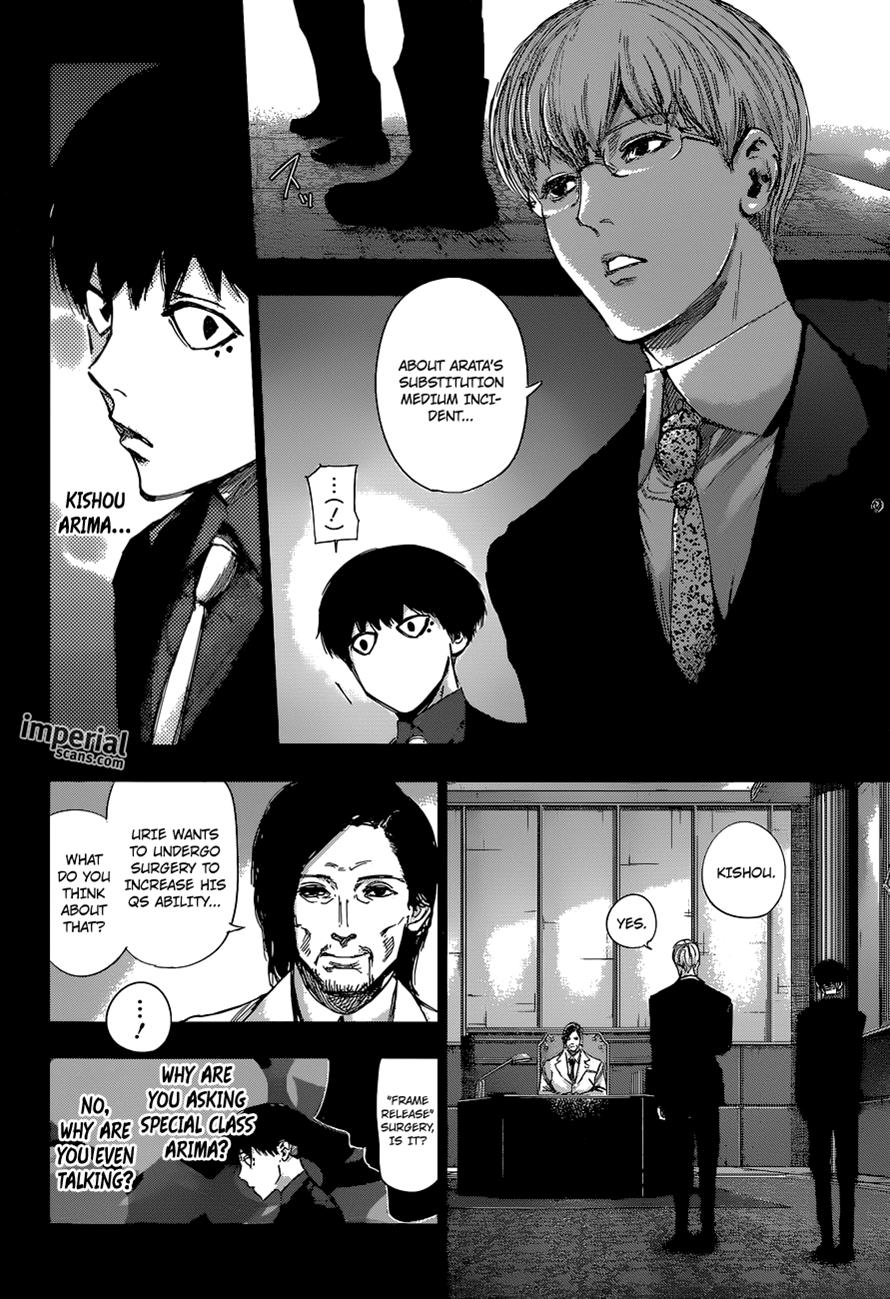 ズッ
ABOUT ARATA'S
SUBSTITUTION
MEDIUM INCI-
DENT...
...!
KISHOU
ARIMA...
imperial
scans.com
KISHOU.
YES.
URIE WANTS
TO UNDERGO
SURGERY TO
INCREASE HIS
QS ABILITY...
WHAT
DO YOU
THINK
ABOUT
THAT?
...!
"FRAME
RELEASE"
SURGERY,
IS IT?
WHY ARE
YOU ASKING
SPECIAL CLASS
ARIMA?
NO,
WHY ARE
YOU EVEN
TALKING?